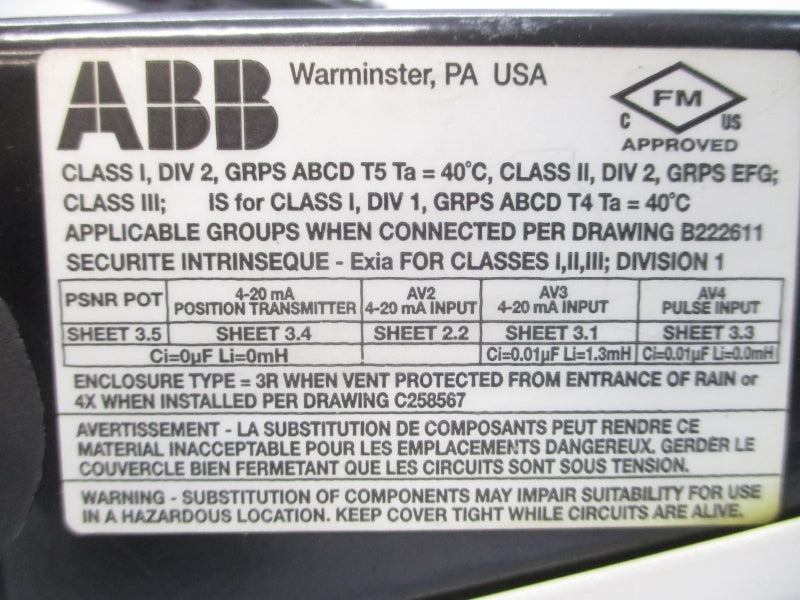 ABB Warminster, PA USA
FM
C US
APPROVED
CLASS I, DIV 2, GRPS ABCD T5 Ta = 40°C, CLASS II, DIV 2, GRPS EFG;
CLASS III; IS for CLASS I, DIV 1, GRPS ABCD T4 Ta = 40°C
APPLICABLE GROUPS WHEN CONNECTED PER DRAWING B222611
SECURITE INTRINSEQUE - Exia FOR CLASSES I,II,III; DIVISION 1
PSNR POT
4-20 mA
POSITION TRANSMITTER
AV2
4-20 mA INPUT
AV3
4-20 mA INPUT
AV4
PULSE INPUT
SHEET 3.5 SHEET 3.4 SHEET 2.2 SHEET 3.1 SHEET 3.3
Ci=0µF Li=0mH Ci=0.01µF Li=1.3mH Ci=0.01µF Li=0.0mH
ENCLOSURE TYPE = 3R WHEN VENT PROTECTED FROM ENTRANCE OF RAIN or
4X WHEN INSTALLED PER DRAWING C258567
AVERTISSEMENT - LA SUBSTITUTION DE COMPOSANTS PEUT RENDRE CE
MATERIAL INACCEPTABLE POUR LES EMPLACEMENTS DANGEREUX. GERDER LE
COUVERCLE BIEN FERMETANT QUE LES CIRCUITS SONT SOUS TENSION.
WARNING - SUBSTITUTION OF COMPONENTS MAY IMPAIR SUITABILITY FOR USE
IN A HAZARDOUS LOCATION. KEEP COVER TIGHT WHILE CIRCUITS ARE ALIVE.